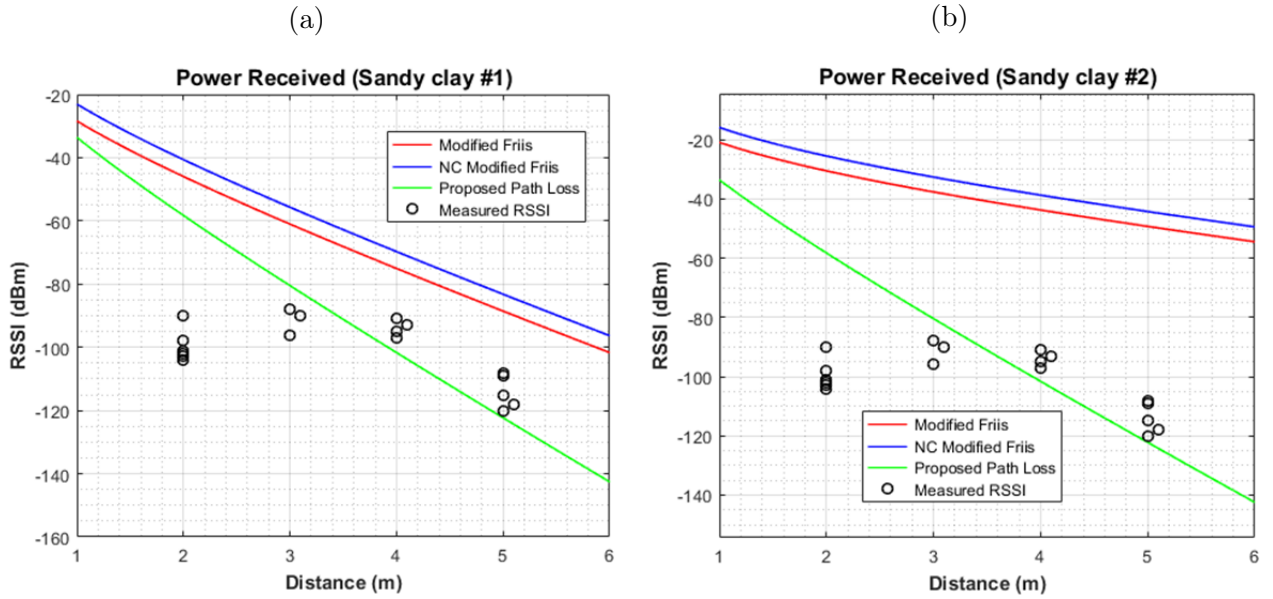 (a)
Power Received (Sandy clay #1)
-20
-40
-60
-80
-100
-120
-140
-160
RSSI (dBm)
Modified Friis
NC Modified Friis
Proposed Path Loss
Measured RSSI
1 2 3 4 5 6
Distance (m)
(b)
Power Received (Sandy clay #2)
-20
-40
-60
-80
-100
-120
-140
RSSI (dBm)
Modified Friis
NC Modified Friis
Proposed Path Loss
Measured RSSI
1 2 3 4 5 6
Distance (m)